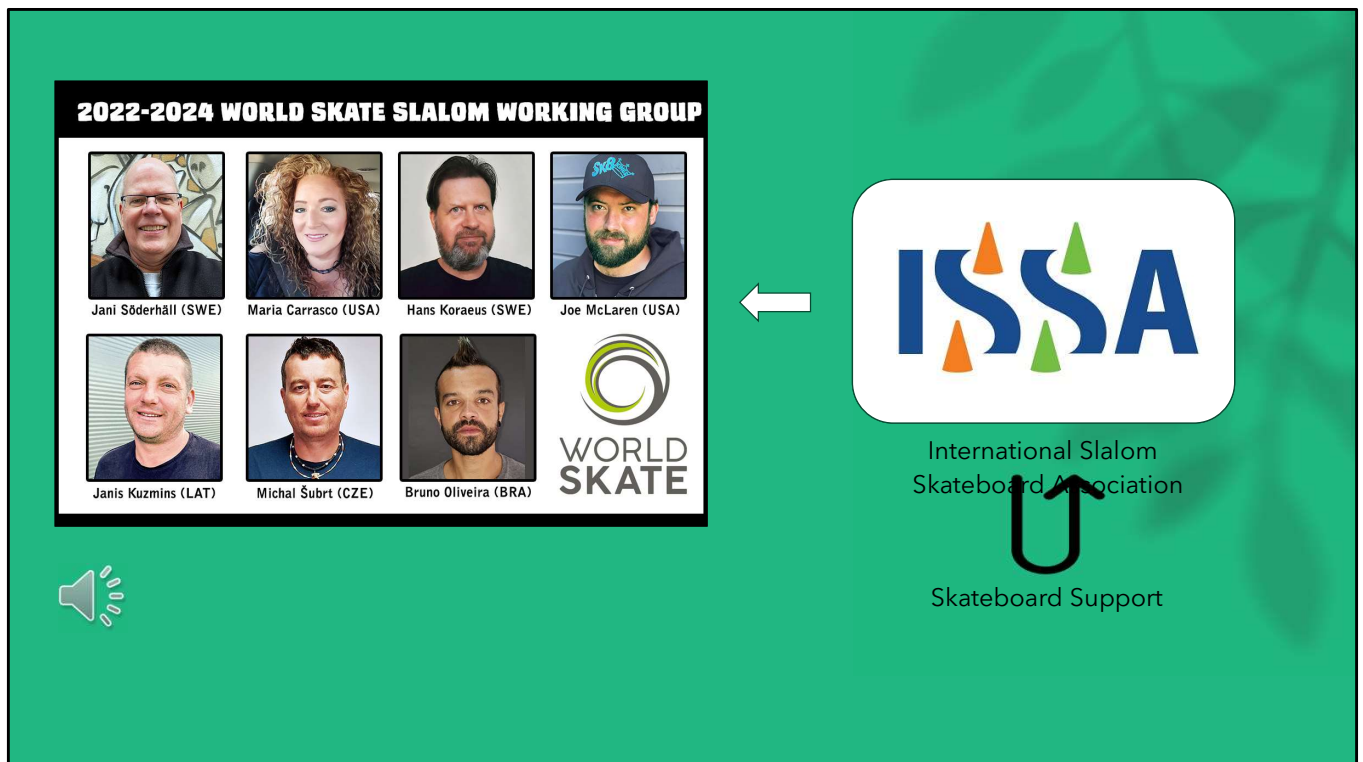 2022-2024 WORLD SKATE SLALOM WORKING GROUP
Jani Söderhäll (SWE)
Maria Carrasco (USA)
Hans Koraeus (SWE)
Joe McLaren (USA)
Janis Kuzmins (LAT)
Michal Šubrt (CZE)
Bruno Oliveira (BRA)
WORLD
SKATE
ISSA
International Slalom
Skateboard Association
Skateboard Support